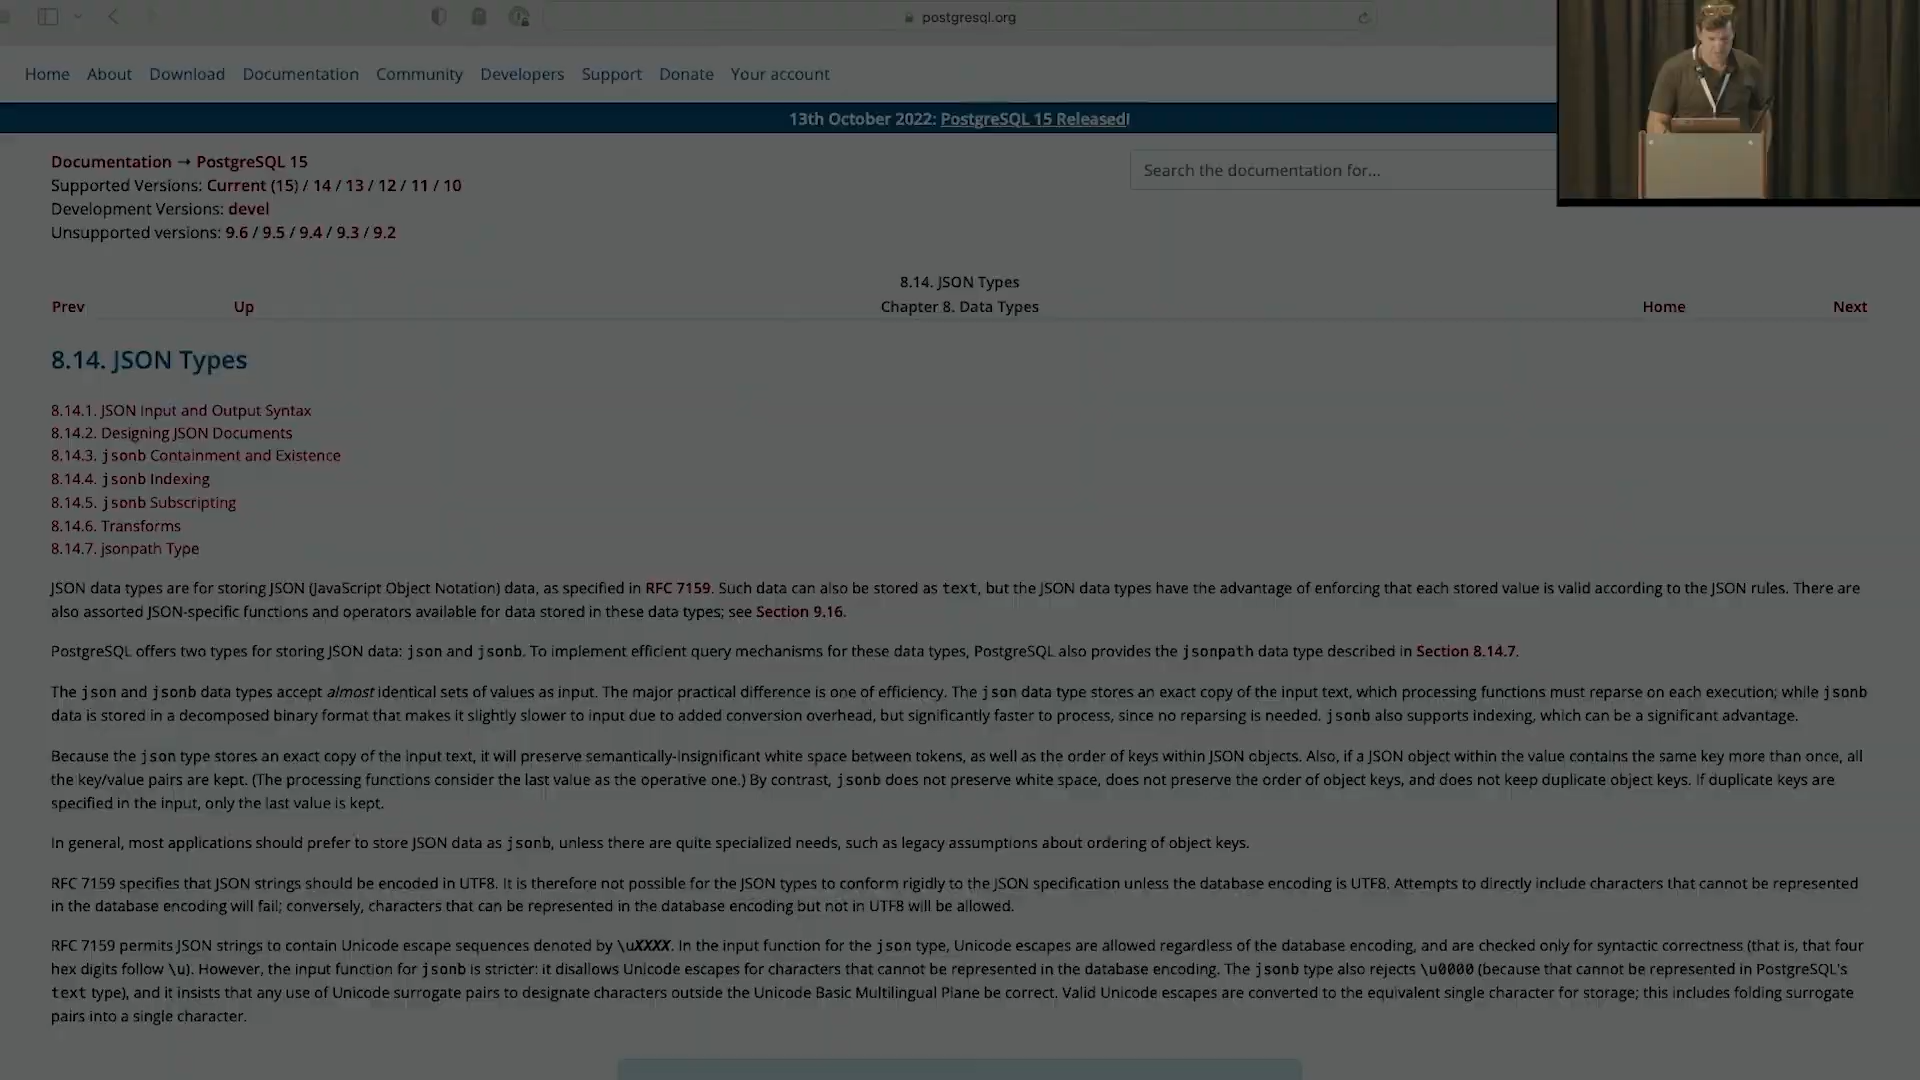 postgresql.org
Home About Download Documentation Community Developers Support Donate Your account
13th October 2022: PostgreSQL 15 Released!
Documentation → PostgreSQL 15
Supported Versions: Current (15) / 14 / 13 / 12 / 11 / 10
Development Versions: devel
Unsupported versions: 9.6 / 9.5 / 9.4 / 9.3 / 9.2
Search the documentation for...
8.14. JSON Types
Prev Up Chapter 8. Data Types Home Next
8.14. JSON Types
8.14.1. JSON Input and Output Syntax
8.14.2. Designing JSON Documents
8.14.3. jsonb Containment and Existence
8.14.4. jsonb Indexing
8.14.5. jsonb Subscripting
8.14.6. Transforms
8.14.7. jsonpath Type
JSON data types are for storing JSON (JavaScript Object Notation) data, as specified in RFC 7159. Such data can also be stored as text, but the JSON data types have the advantage of enforcing that each stored value is valid according to the JSON rules. There are
also assorted JSON-specific functions and operators available for data stored in these data types; see Section 9.16.
PostgreSQL offers two types for storing JSON data: json and jsonb. To implement efficient query mechanisms for these data types, PostgreSQL also provides the jsonpath data type described in Section 8.14.7.
The json and jsonb data types accept almost identical sets of values as input. The major practical difference is one of efficiency. The json data type stores an exact copy of the input text, which processing functions must reparse on each execution; while jsonb
data is stored in a decomposed binary format that makes it slightly slower to input due to added conversion overhead, but significantly faster to process, since no reparsing is needed. jsonb also supports indexing, which can be a significant advantage.
Because the json type stores an exact copy of the input text, it will preserve semantically-insignificant white space between tokens, as well as the order of keys within JSON objects. Also, if a JSON object within the value contains the same key more than once, all
the key/value pairs are kept. (The processing functions consider the last value as the operative one.) By contrast, jsonb does not preserve white space, does not preserve the order of object keys, and does not keep duplicate object keys. If duplicate keys are
specified in the input, only the last value is kept.
In general, most applications should prefer to store JSON data as jsonb, unless there are quite specialized needs, such as legacy assumptions about ordering of object keys.
RFC 7159 specifies that JSON strings should be encoded in UTF8. It is therefore not possible for the JSON types to conform rigidly to the JSON specification unless the database encoding is UTF8. Attempts to directly include characters that cannot be represented
in the database encoding will fail; conversely, characters that can be represented in the database encoding but not in UTF8 will be allowed.
RFC 7159 permits JSON strings to contain Unicode escape sequences denoted by \uXXXX. In the input function for the json type, Unicode escapes are allowed regardless of the database encoding, and are checked only for syntactic correctness (that is, that four
hex digits follow \u). However, the input function for jsonb is stricter: it disallows Unicode escapes for characters that cannot be represented in the database encoding. The jsonb type also rejects \u0000 (because that cannot be represented in PostgreSQL's
text type), and it insists that any use of Unicode surrogate pairs to designate characters outside the Unicode Basic Multilingual Plane be correct. Valid Unicode escapes are converted to the equivalent single character for storage; this includes folding surrogate
pairs into a single character.